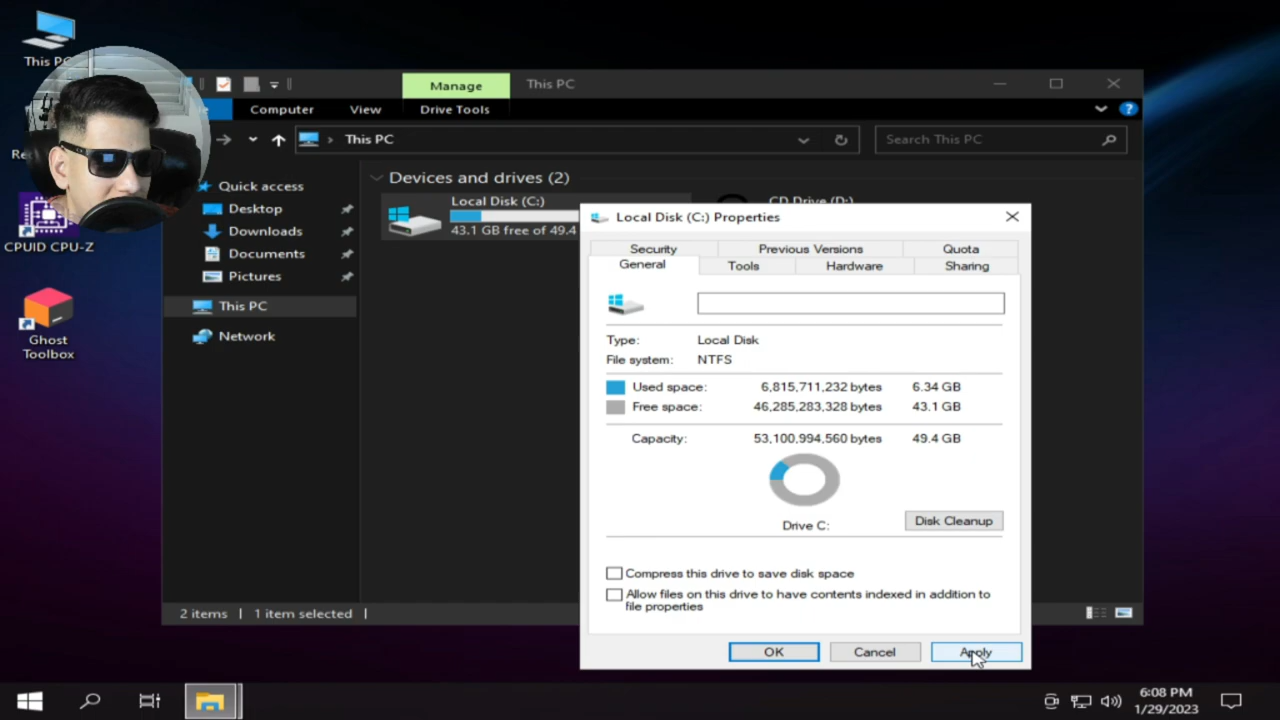 This PC
Manage
This PC
Computer
View
Drive Tools
This PC
Search This PC
Quick access
Desktop
Downloads
Documents
Pictures
This PC
Network
CPUID CPU-Z
Ghost
Toolbox
Devices and drives (2)
Local Disk (C:)
43.1 GB free of 49.4
CD Drive (D:)
Local Disk (C:) Properties
Security
Previous Versions
Quota
General
Tools
Hardware
Sharing
Type: Local Disk
File system: NTFS
Used space: 6,815,711,232 bytes 6.34 GB
Free space: 46,285,283,328 bytes 43.1 GB
Capacity: 53,100,994,560 bytes 49.4 GB
Drive C:
Disk Cleanup
Compress this drive to save disk space
Allow files on this drive to have contents indexed in addition to
file properties
OK
Cancel
Apply
2 items
1 item selected
6:08 PM
1/29/2023